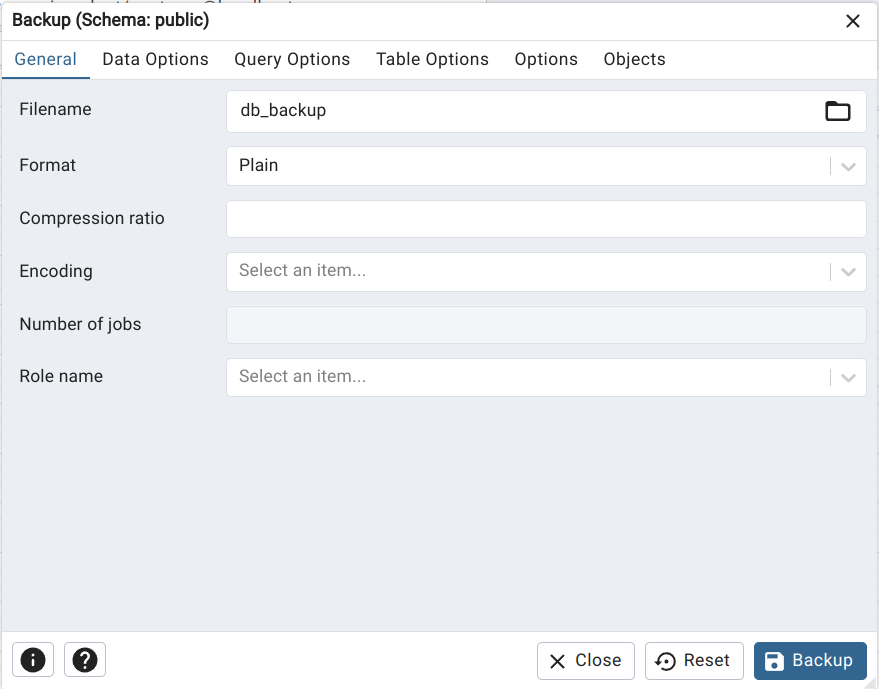 Backup (Schema: public)
General Data Options Query Options Table Options Options Objects
Filename db_backup
Format Plain
Compression ratio
Encoding Select an item...
Number of jobs
Role name Select an item...
Close Reset Backup